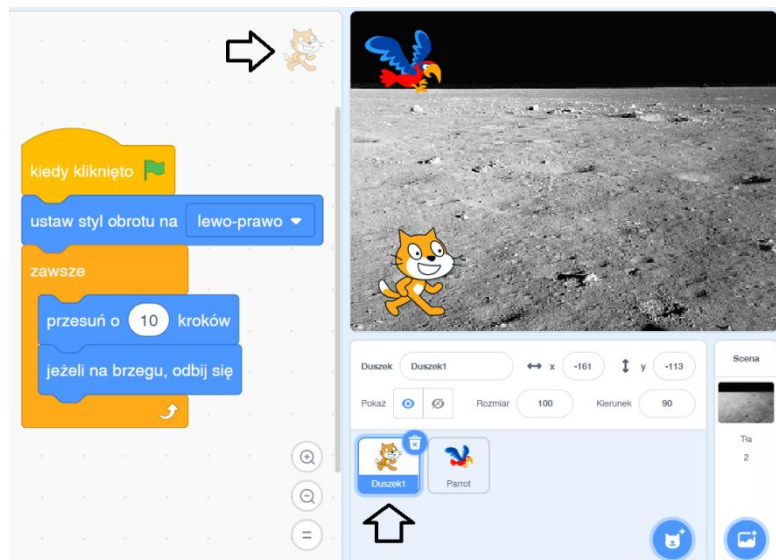 kiedy kliknięto
ustaw styl obrotu na lewo-prawo
zawsze
przesuń o 10 kroków
jeżeli na brzegu, odbij się
Duszek Duszek1 x -161 y -113
Pokaż Rozmiar 100 Kierunek 90
Duszek1 Parrot
Scena
Tła
2